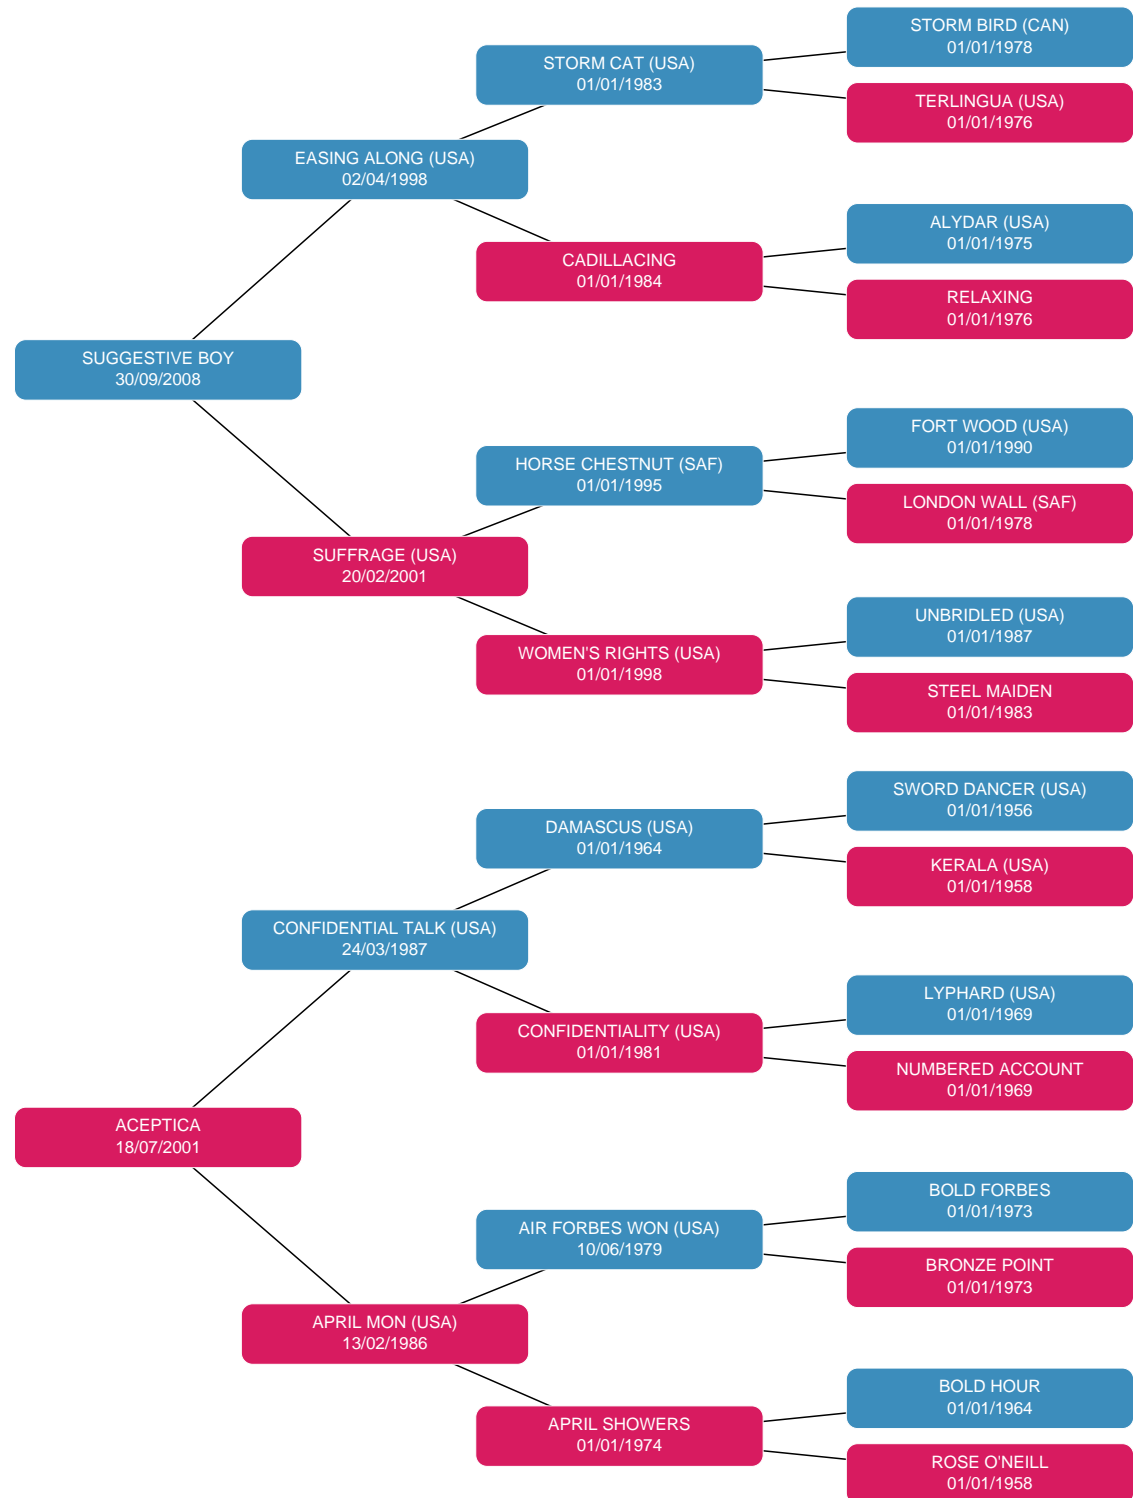 STORM BIRD (CAN)
01/01/1978
STORM CAT (USA)
01/01/1983
TERLINGUA (USA)
01/01/1976
EASING ALONG (USA)
02/04/1998
ALYDAR (USA)
01/01/1975
CADILLACING
01/01/1984
RELAXING
01/01/1976
SUGGESTIVE BOY
30/09/2008
FORT WOOD (USA)
01/01/1990
HORSE CHESTNUT (SAF)
01/01/1995
LONDON WALL (SAF)
01/01/1978
SUFFRAGE (USA)
20/02/2001
UNBRIDLED (USA)
01/01/1987
WOMEN'S RIGHTS (USA)
01/01/1998
STEEL MAIDEN
01/01/1983
SWORD DANCER (USA)
01/01/1956
DAMASCUS (USA)
01/01/1964
KERALA (USA)
01/01/1958
CONFIDENTIAL TALK (USA)
24/03/1987
LYPHARD (USA)
01/01/1969
CONFIDENTIALITY (USA)
01/01/1981
NUMBERED ACCOUNT
01/01/1969
ACEPTICA
18/07/2001
BOLD FORBES
01/01/1973
AIR FORBES WON (USA)
10/06/1979
BRONZE POINT
01/01/1973
APRIL MON (USA)
13/02/1986
BOLD HOUR
01/01/1964
APRIL SHOWERS
01/01/1974
ROSE O'NEILL
01/01/1958